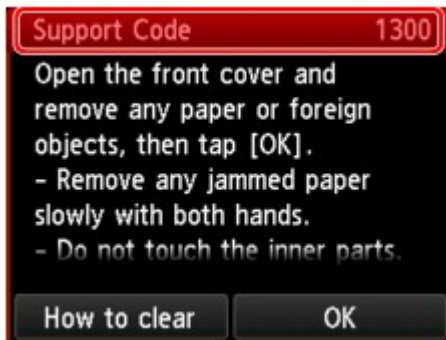 Support Code 1300
Open the front cover and
remove any paper or foreign
objects, then tap [OK].
- Remove any jammed paper
slowly with both hands.
- Do not touch the inner parts.
How to clear OK